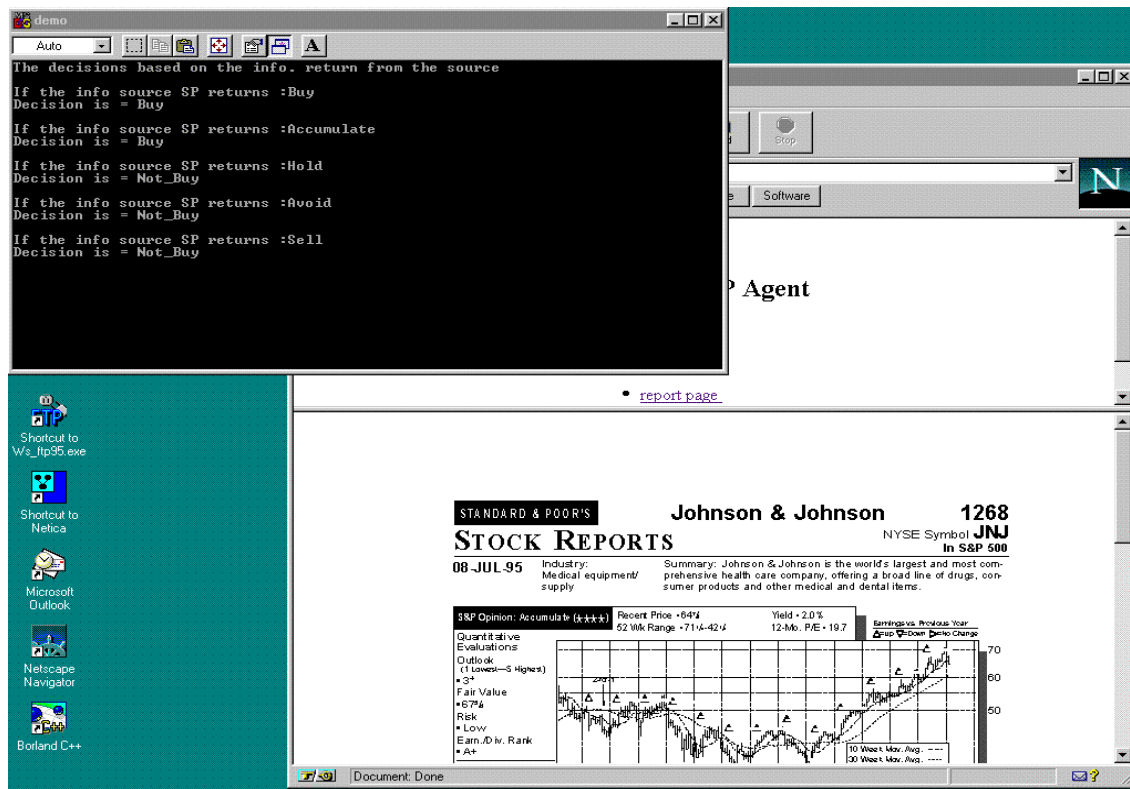 demo
Auto
A
The decisions based on the info. return from the source
If the info source SP returns :Buy
Decision is = Buy
If the info source SP returns :Accumulate
Decision is = Buy
If the info source SP returns :Hold
Decision is = Not_Buy
If the info source SP returns :Avoid
Decision is = Not_Buy
If the info source SP returns :Sell
Decision is = Not_Buy
Stop
N
Software
P Agent
• report page
Shortcut to
Ws_ftp95.exe
Shortcut to
Netica
Microsoft
Outlook
Netscape
Navigator
Borland C++
STANDARD & POOR'S
STOCK REPORTS
08-JUL-95
Johnson & Johnson
1268
NYSE Symbol JNJ
In S&P 500
Industry:
Medical equipment/
supply
Summary: Johnson & Johnson is the world's largest and most com-
prehensive health care company, offering a broad line of drugs, con-
sumer products and other medical and dental items.
S&P Opinion: Accumulate (★★★★)
Recent Price •
52 Wk Range •
Yield • 2.0%
12-Mo. P/E • 19.7
Earnings vs. Previous Year
▲=Up ▼=Down ▶=No Change
Quantitative
Evaluations
Outlook
(1 Lowest—5 Highest)
• 3+
Fair Value
Risk
• Low
Earn./Div. Rank
• A+
70
60
50
10 Week Mov. Avg. ---
30 Week Mov. Avg. ----
Document: Done